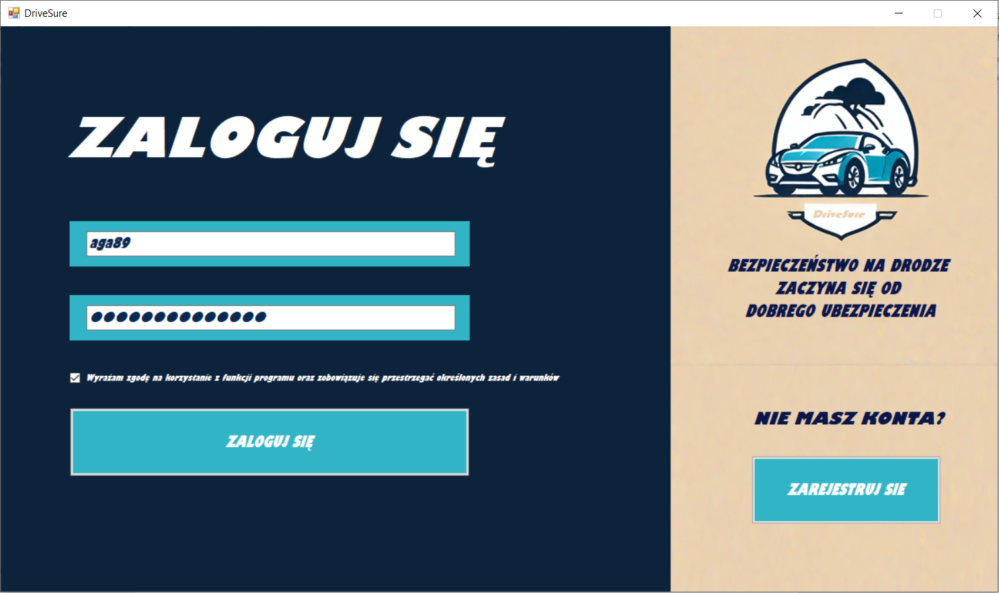 DriveSure
ZALOGUJ SIĘ
aga89
●●●●●●●●●●●●●●
Wyrażam zgodę na korzystanie z funkcji programu oraz zobowiązuje się przestrzegać określonych zasad i warunków
ZALOGUJ SIĘ
DriveSure
BEZPIECZEŃSTWO NA DRODZE
ZACZYNA SIĘ OD
DOBREGO UBEZPIECZENIA
NIE MASZ KONTA?
ZAREJESTRUJ SIE